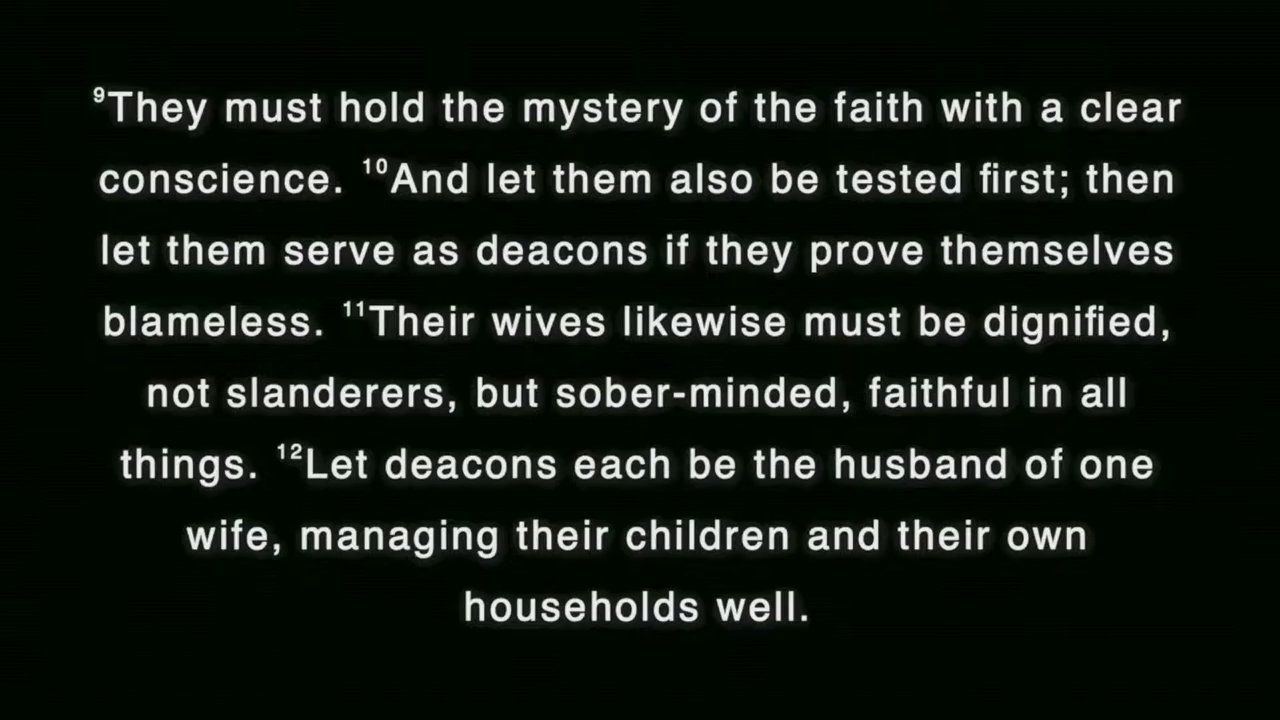 ⁹They must hold the mystery of the faith with a clear
conscience. ¹⁰And let them also be tested first; then
let them serve as deacons if they prove themselves
blameless. ¹¹Their wives likewise must be dignified,
not slanderers, but sober-minded, faithful in all
things. ¹²Let deacons each be the husband of one
wife, managing their children and their own
households well.